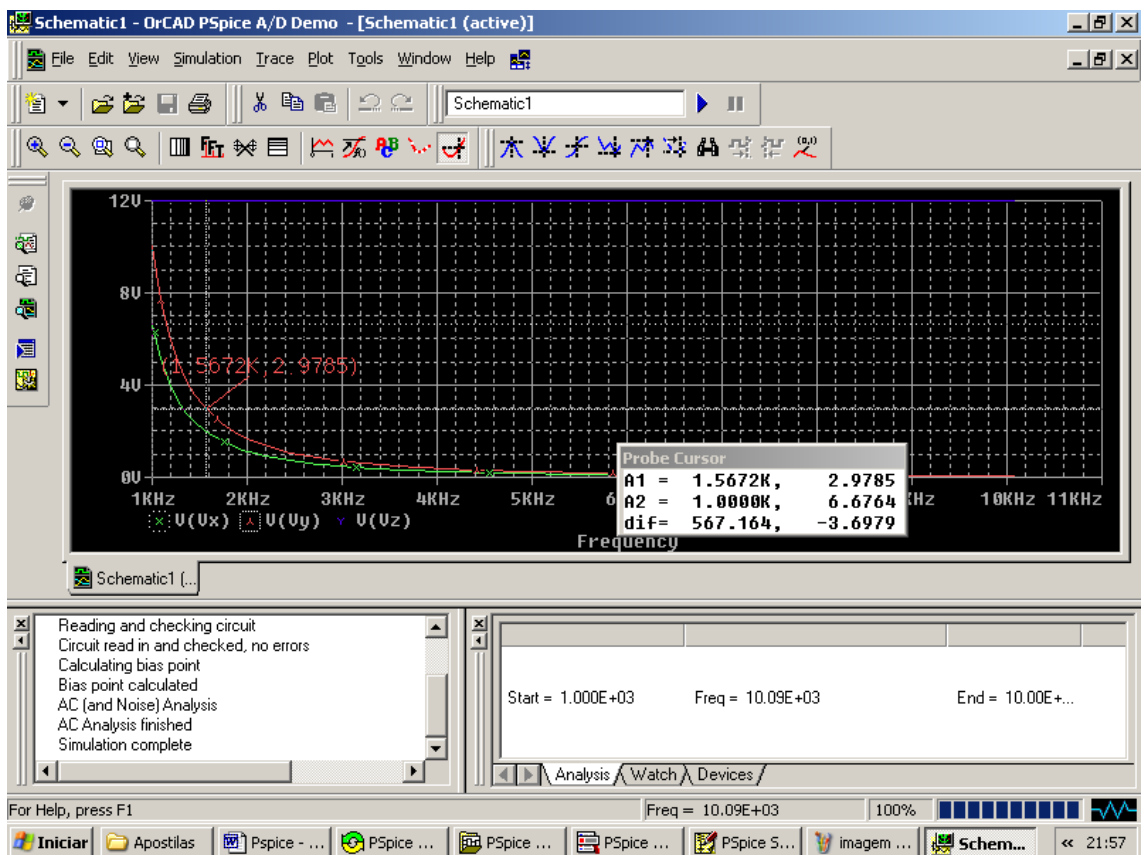 Schematic1 - OrCAD PSpice A/D Demo - [Schematic1 (active)]
File Edit View Simulation Trace Plot Tools Window Help
Schematic1
12V
8V
4V
0V
(1.5672K,2.9785)
Probe Cursor
A1 = 1.5672K, 2.9785
A2 = 1.0000K, 6.6764
dif= 567.164, -3.6979
1KHz 2KHz 3KHz 4KHz 5KHz 6 KHz 10KHz 11KHz
V(Vx) V(Vy) V(Vz)
Frequency
Schematic1 (...
Reading and checking circuit
Circuit read in and checked, no errors
Calculating bias point
Bias point calculated
AC (and Noise) Analysis
AC Analysis finished
Simulation complete
Start = 1.000E+03 Freq = 10.09E+03 End = 10.00E+...
Analysis Watch Devices
For Help, press F1 Freq = 10.09E+03 100%
Iniciar Apostilas Pspice - ... PSpice ... PSpice ... PSpice ... PSpice S... imagem ... Schem... « 21:57